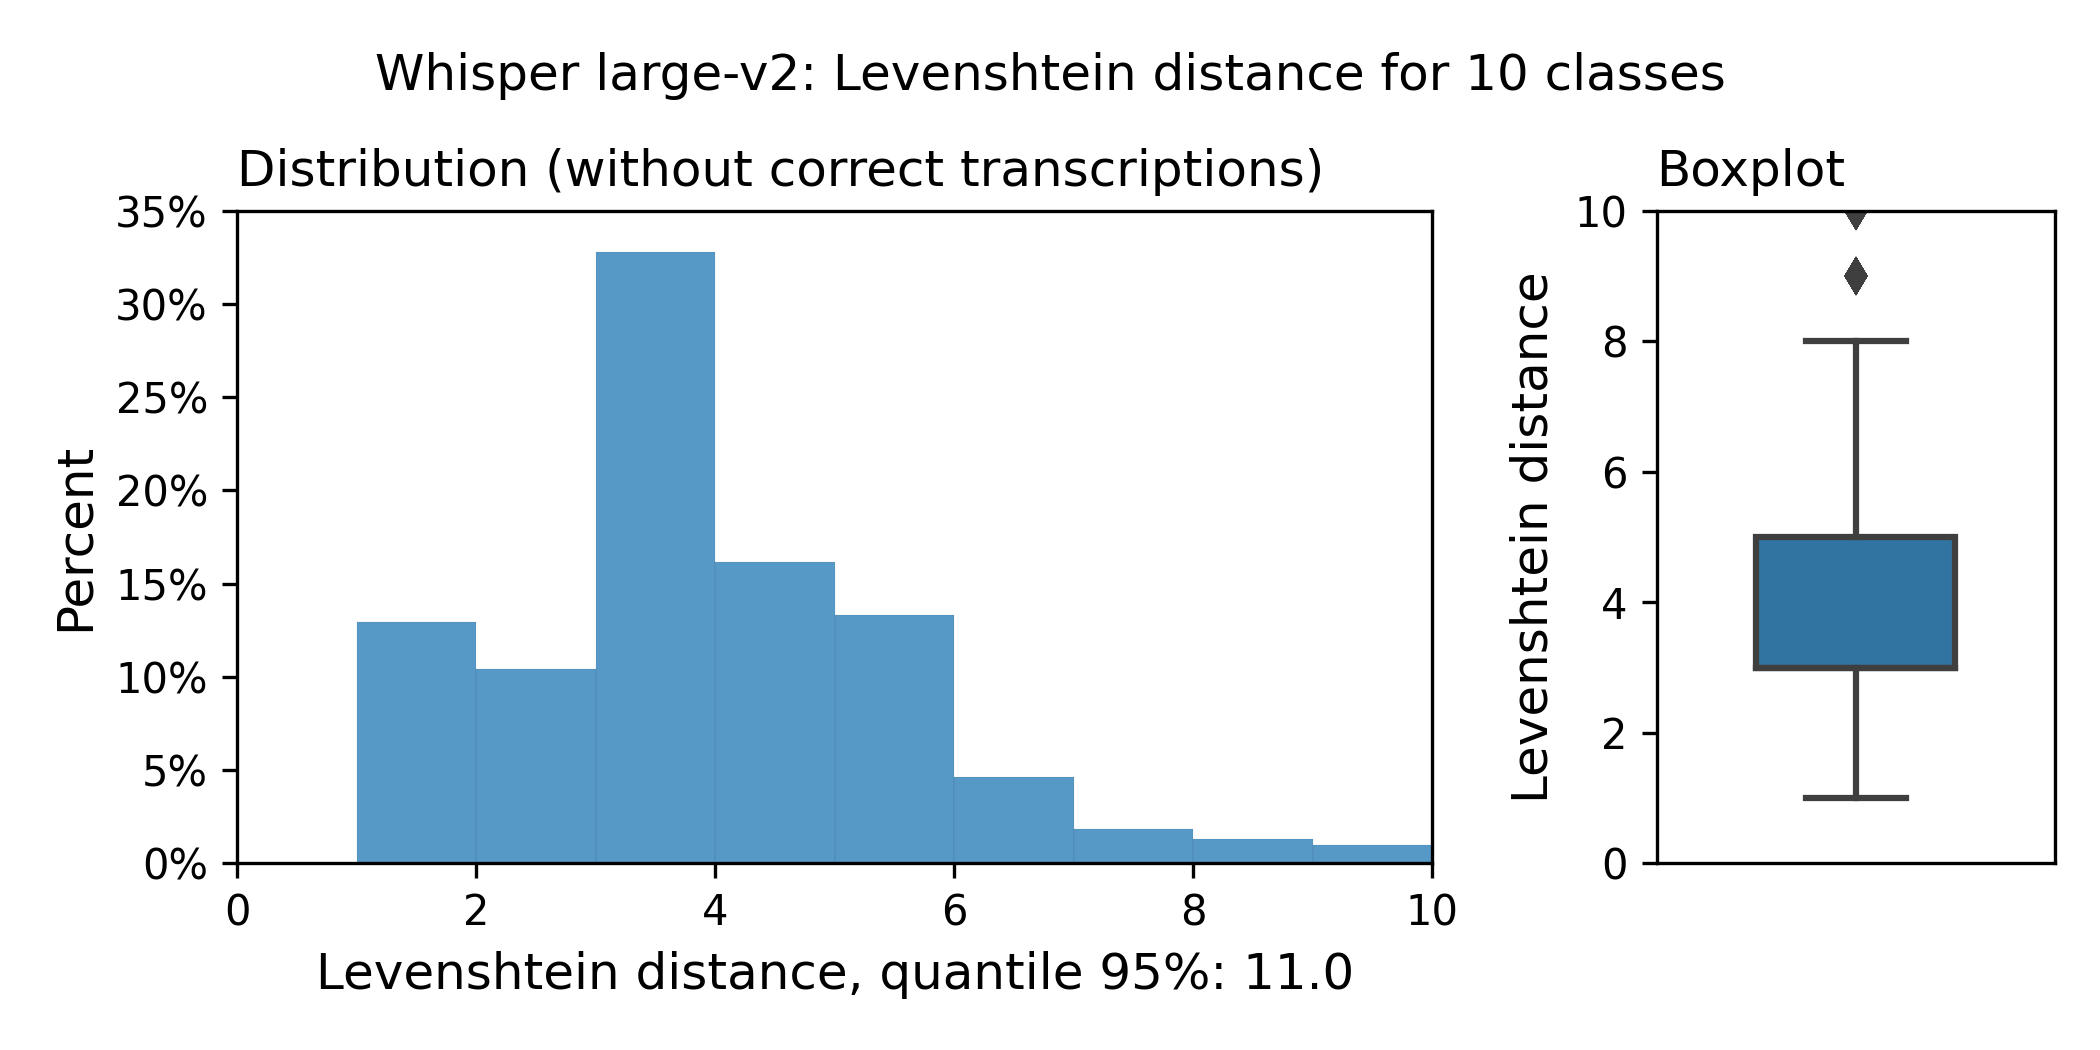 Whisper large-v2: Levenshtein distance for 10 classes
Distribution (without correct transcriptions)
35%
30%
25%
20%
15%
10%
5%
0%
Percent
0 2 4 6 8 10
Levenshtein distance, quantile 95%: 11.0
Boxplot
10
8
6
4
2
0
Levenshtein distance